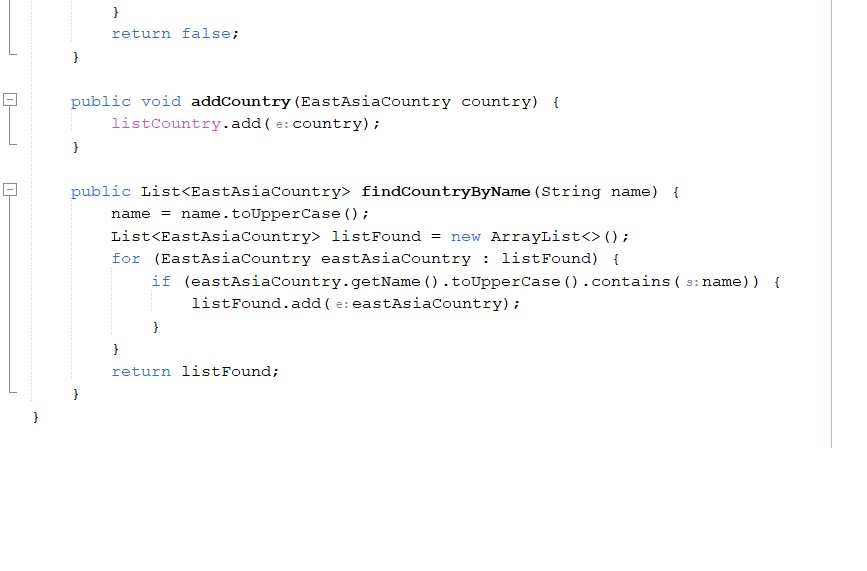 }
return false;
}
public void addCountry(EastAsiaCountry country) {
listCountry.add( e: country);
}
public List<EastAsiaCountry> findCountryByName(String name) {
name = name.toUpperCase();
List<EastAsiaCountry> listFound = new ArrayList<>();
for (EastAsiaCountry eastAsiaCountry : listFound) {
if (eastAsiaCountry.getName().toUpperCase().contains( s: name)) {
listFound.add( e: eastAsiaCountry);
}
}
return listFound;
}
}